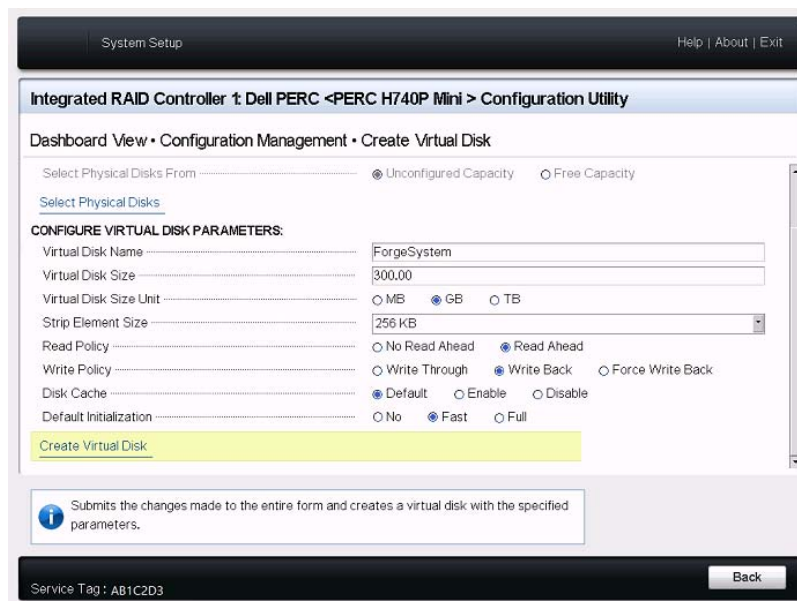 System Setup
Help | About | Exit
Integrated RAID Controller 1: Dell PERC <PERC H740P Mini > Configuration Utility
Dashboard View • Configuration Management • Create Virtual Disk
Select Physical Disks From Unconfigured Capacity Free Capacity
Select Physical Disks
CONFIGURE VIRTUAL DISK PARAMETERS:
Virtual Disk Name ForgeSystem
Virtual Disk Size 300.00
Virtual Disk Size Unit MB GB TB
Strip Element Size 256 KB
Read Policy No Read Ahead Read Ahead
Write Policy Write Through Write Back Force Write Back
Disk Cache Default Enable Disable
Default Initialization No Fast Full
Create Virtual Disk
Submits the changes made to the entire form and creates a virtual disk with the specified
parameters.
Back
Service Tag : AB1C2D3